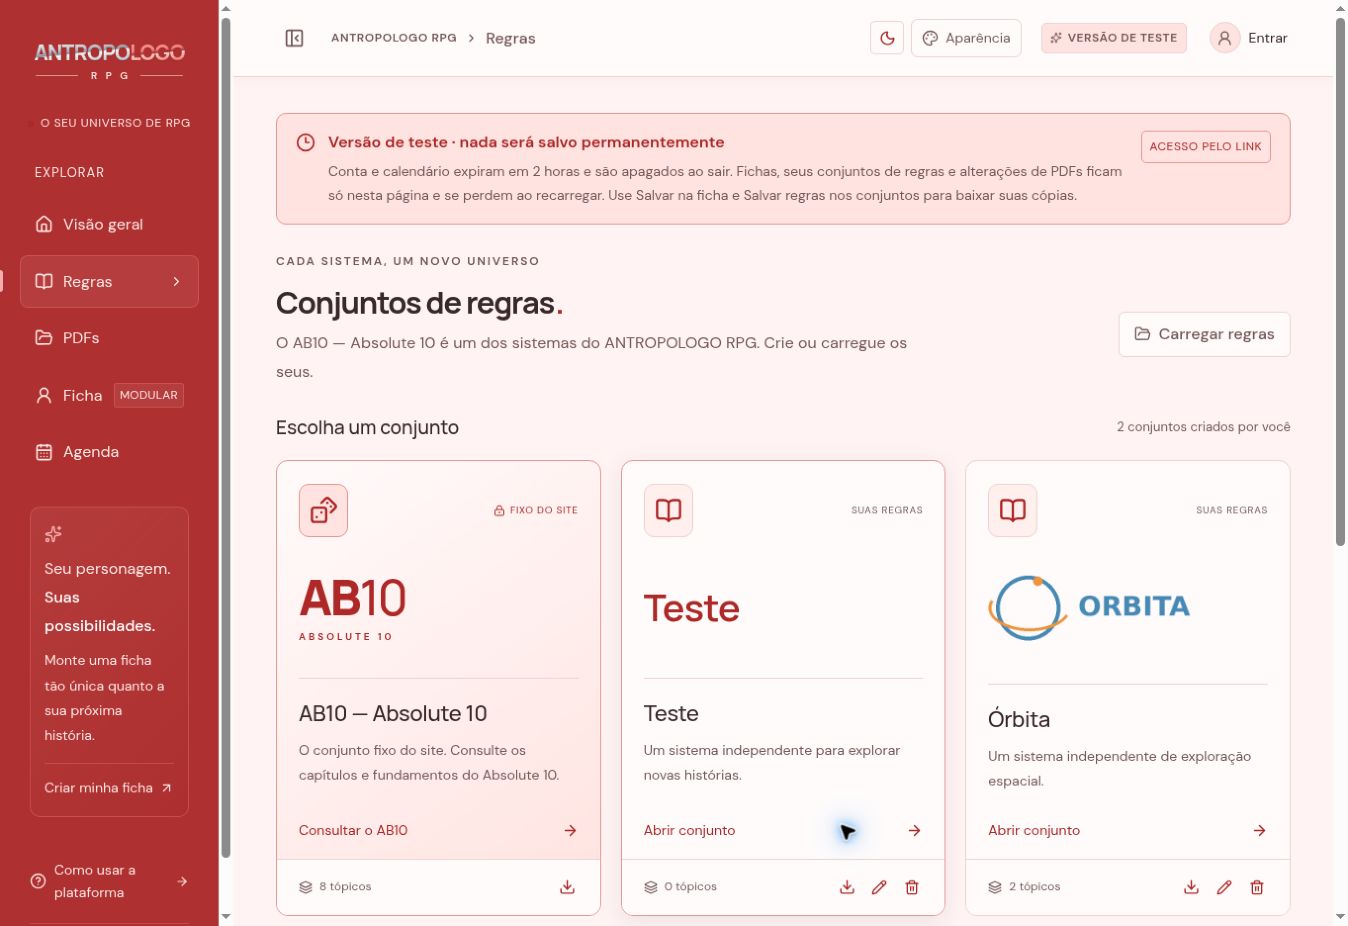 ANTROPOLOGO
RPG
O SEU UNIVERSO DE RPG
EXPLORAR
Visão geral
Regras
PDFs
Ficha MODULAR
Agenda
Seu personagem.
Suas
possibilidades.
Monte uma ficha
tão única quanto a
sua próxima
história.
Criar minha ficha
Como usar a
plataforma
ANTROPOLOGO RPG > Regras
Aparência
VERSÃO DE TESTE
Entrar
Versão de teste · nada será salvo permanentemente
Conta e calendário expiram em 2 horas e são apagados ao sair. Fichas, seus conjuntos de regras e alterações de PDFs ficam
só nesta página e se perdem ao recarregar. Use Salvar na ficha e Salvar regras nos conjuntos para baixar suas cópias.
ACESSO PELO LINK
CADA SISTEMA, UM NOVO UNIVERSO
Conjuntos de regras.
O AB10 — Absolute 10 é um dos sistemas do ANTROPOLOGO RPG. Crie ou carregue os
seus.
Carregar regras
Escolha um conjunto
2 conjuntos criados por você
FIXO DO SITE
AB10
ABSOLUTE 10
AB10 — Absolute 10
O conjunto fixo do site. Consulte os
capítulos e fundamentos do Absolute 10.
Consultar o AB10
8 tópicos
SUAS REGRAS
Teste
Teste
Um sistema independente para explorar
novas histórias.
Abrir conjunto
0 tópicos
SUAS REGRAS
ORBITA
Órbita
Um sistema independente de exploração
espacial.
Abrir conjunto
2 tópicos